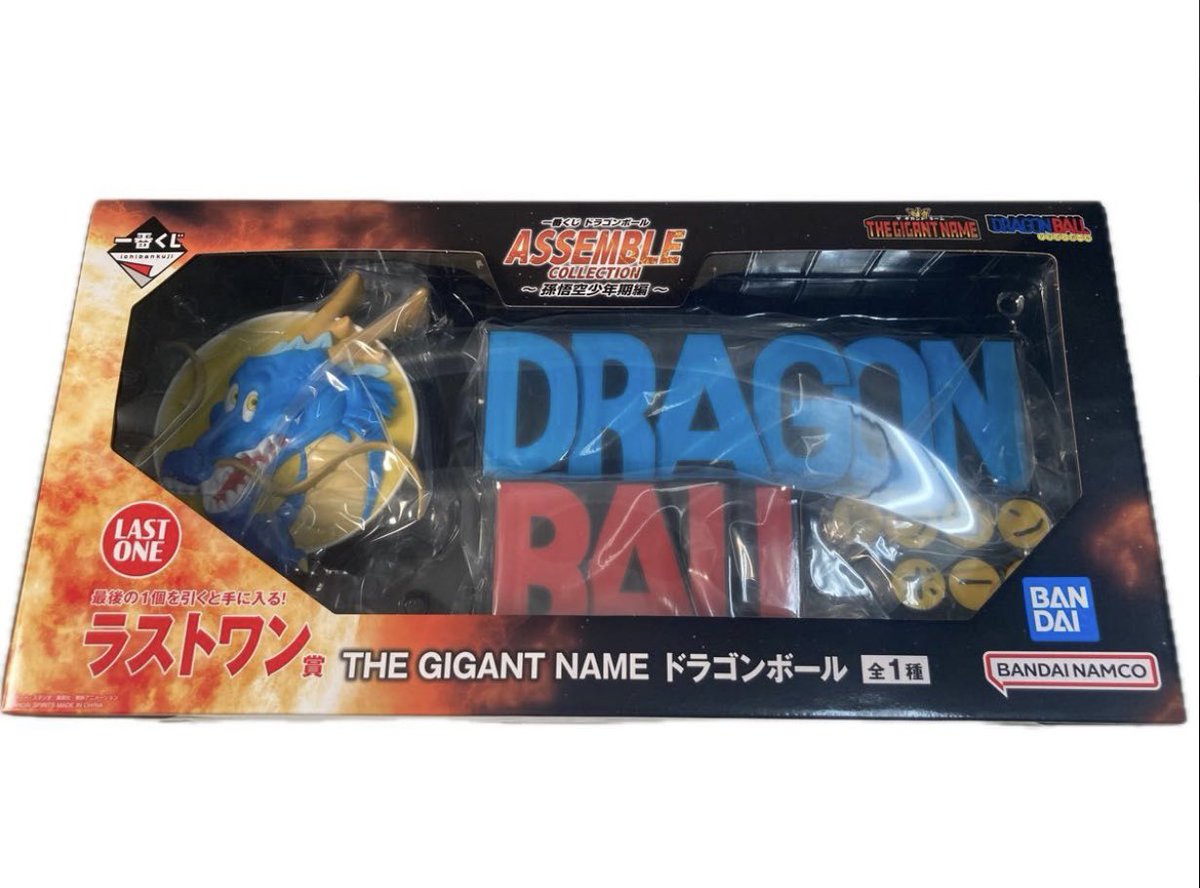 一番くじ
ichibankuji
一番くじ ドラゴンボール
ASSEMBLE
COLLECTION
～ 孫悟空少年期編 ～
THE GIGANT NAME
DRAGON BALL
DRAGON
BALL
LAST
ONE
最後の1個を引くと手に入る!
ラストワン賞
THE GIGANT NAME ドラゴンボール 全1種
BAN
DAI
BANDAI NAMCO
MADE IN CHINA